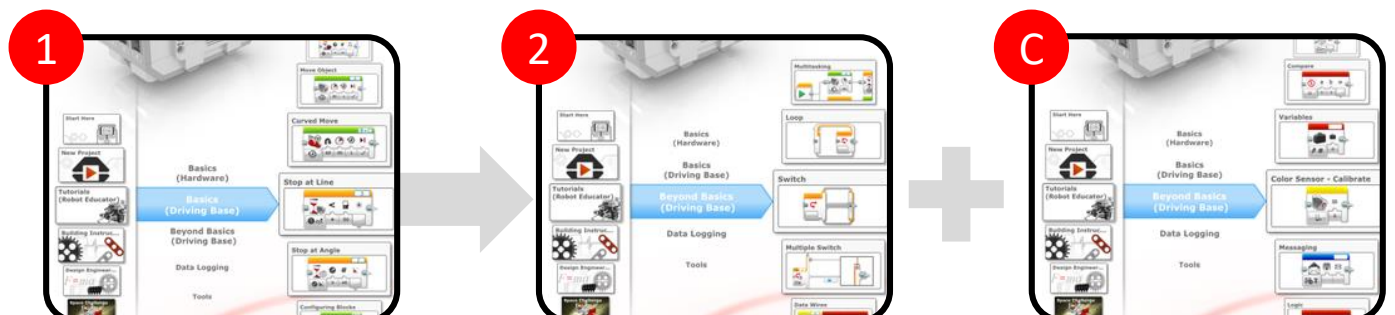 1
Move Object
Curved Move
Start Here
New Project
Tutorials
(Robot Educator)
Building Instruc...
Design Engineer...
Space Challenge
Basics
(Hardware)
Basics
(Driving Base)
Beyond Basics
(Driving Base)
Data Logging
Tools
Stop at Line
Stop at Angle
Configuring Blocks
2
Start Here
New Project
Tutorials
(Robot Educator)
Building Instruc...
Design Engineer...
Space Challenge
Basics
(Hardware)
Basics
(Driving Base)
Beyond Basics
(Driving Base)
Data Logging
Tools
Multitasking
Loop
Switch
Multiple Switch
Data Wires
C
Start Here
New Project
Tutorials
(Robot Educator)
Building Instruc...
Design Engineer...
Space Challenge
Basics
(Hardware)
Basics
(Driving Base)
Beyond Basics
(Driving Base)
Data Logging
Tools
Compare
Variables
Color Sensor - Calibrate
Messaging
Logic